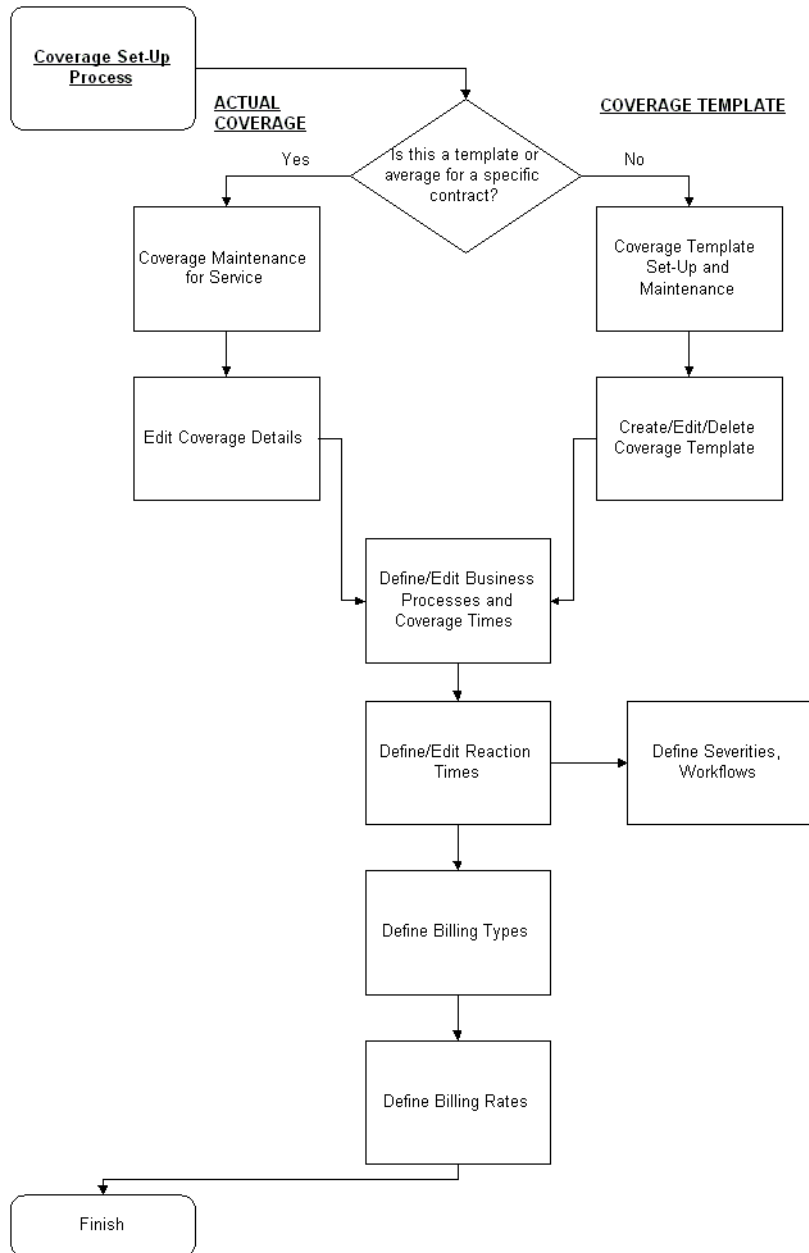 Coverage Set-Up
Process
ACTUAL
COVERAGE
COVERAGE TEMPLATE
Is this a template or
average for a specific
contract?
Yes
No
Coverage Maintenance
for Service
Coverage Template
Set-Up and
Maintenance
Edit Coverage Details
Create/Edit/Delete
Coverage Template
Define/Edit Business
Processes and
Coverage Times
Define/Edit Reaction
Times
Define Severities,
Workflows
Define Billing Types
Define Billing Rates
Finish